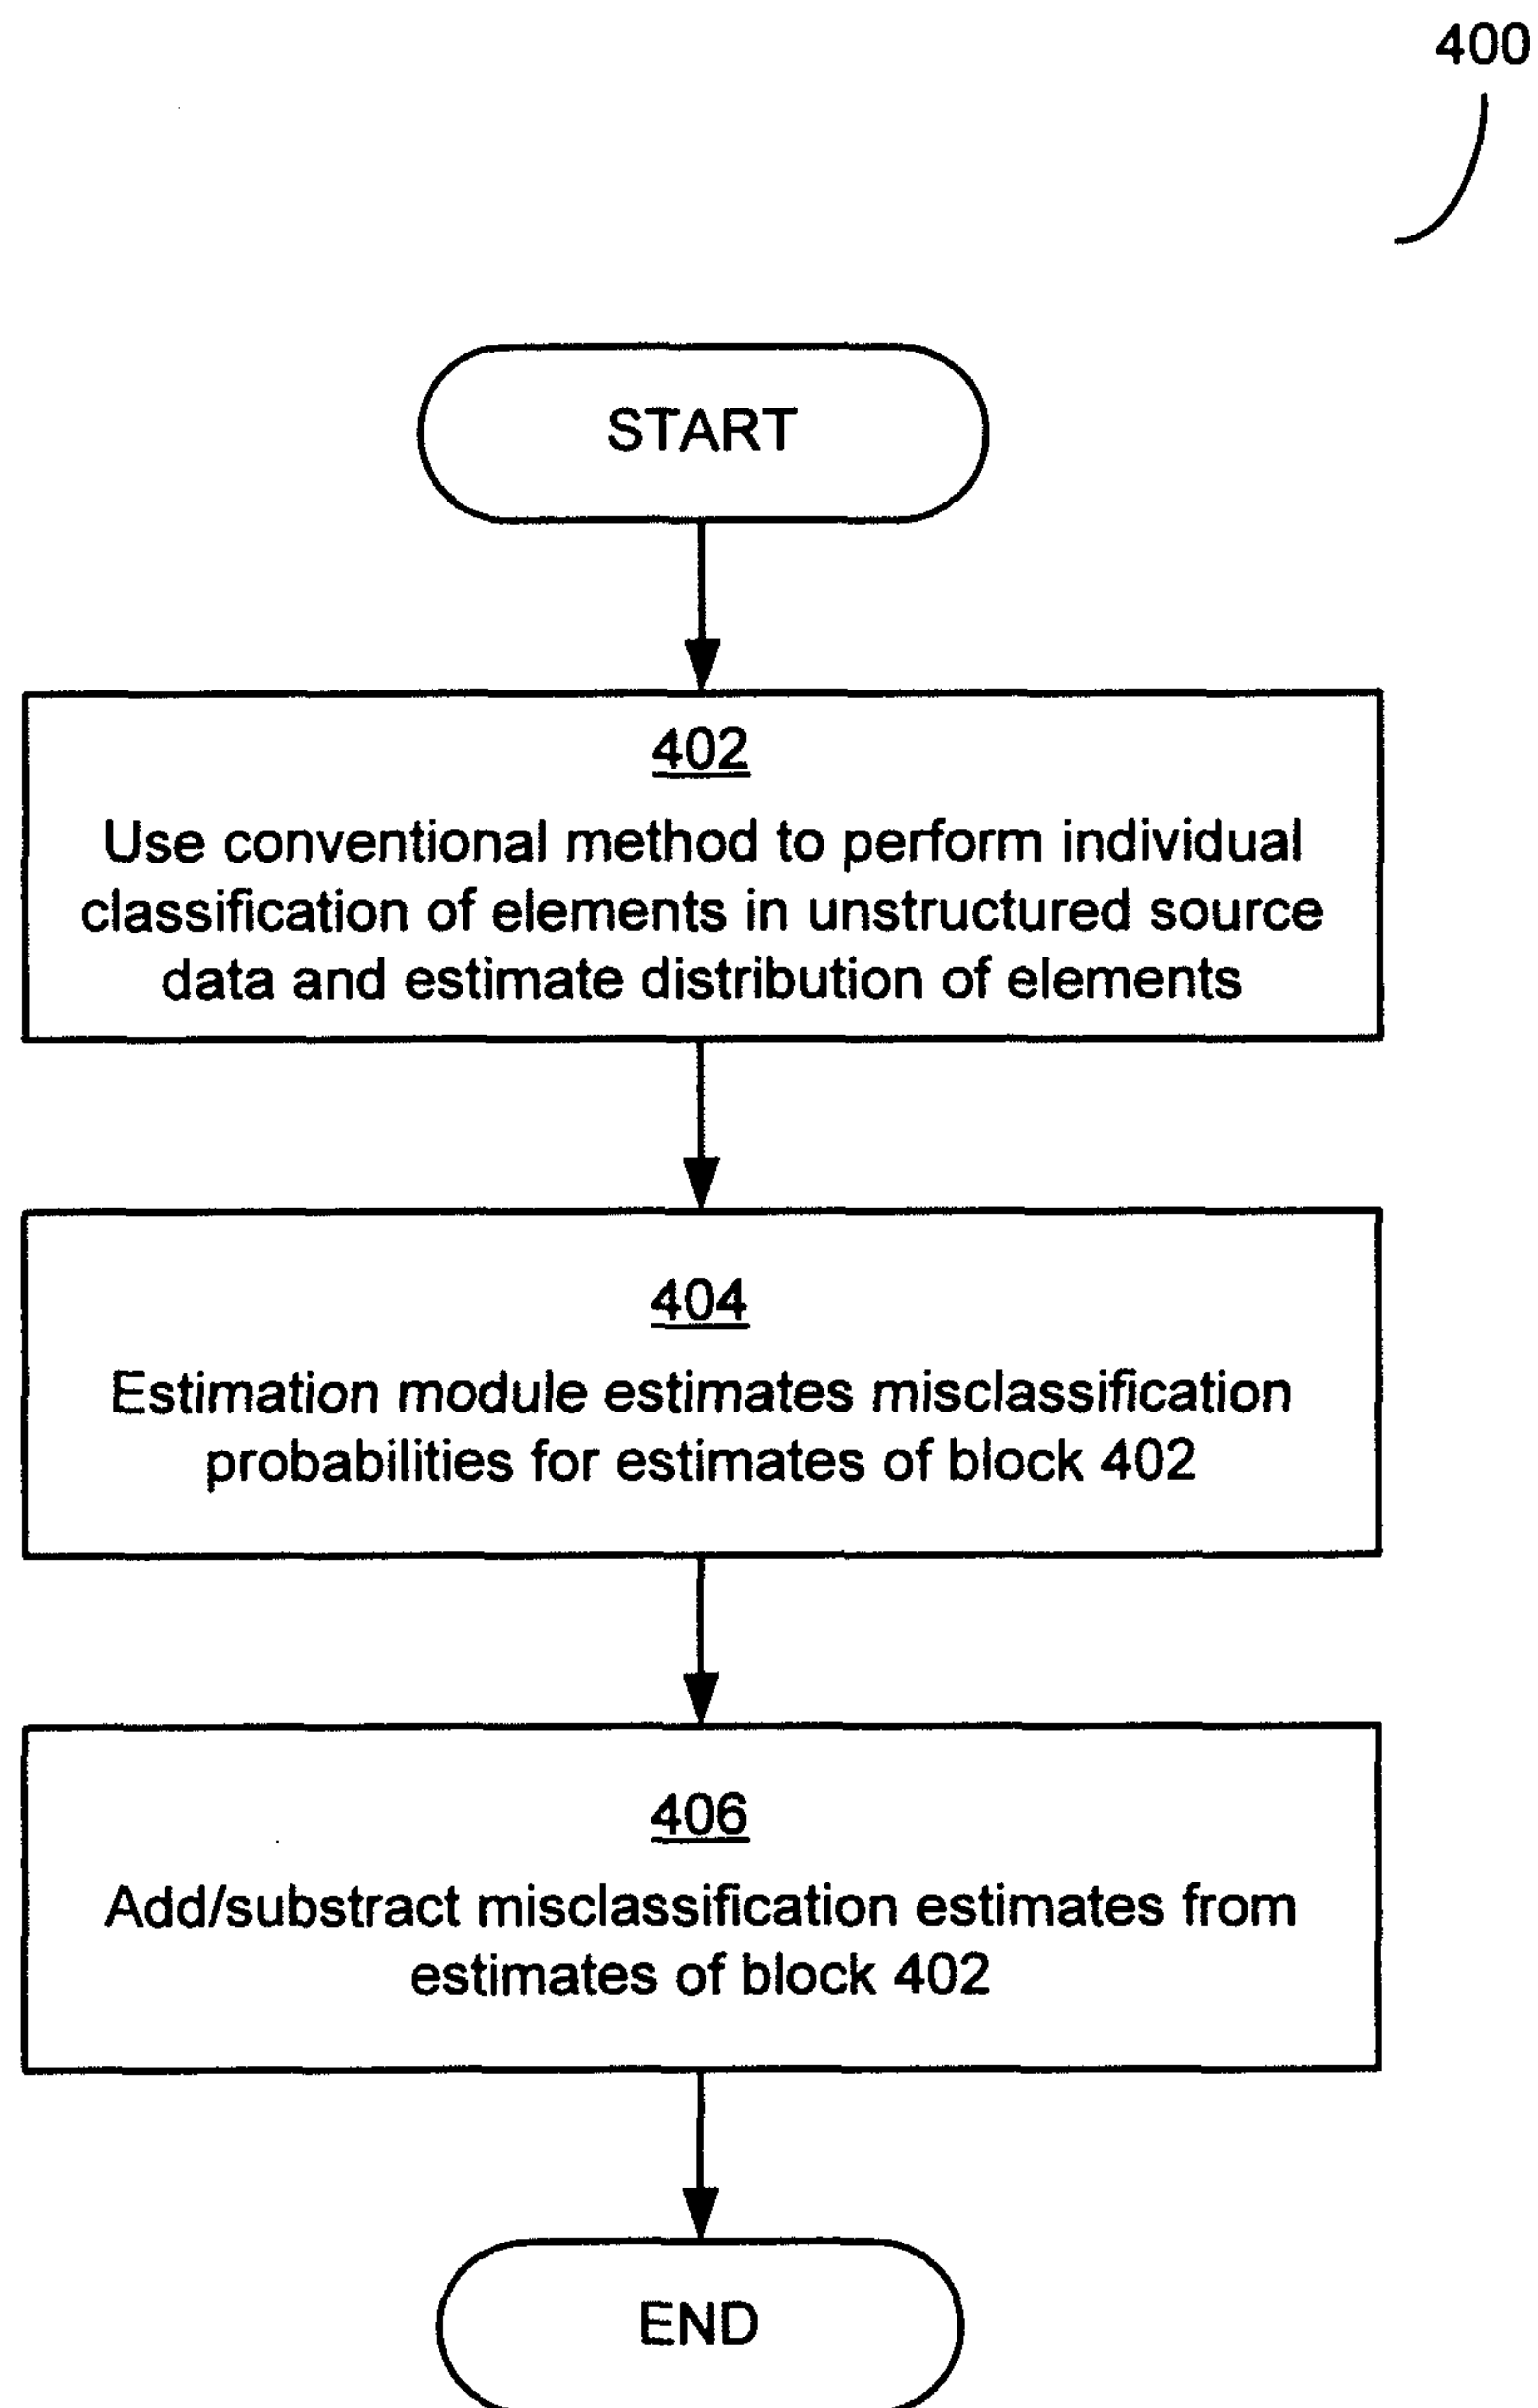 400
START
402
Use conventional method to perform individual
classification of elements in unstructured source
data and estimate distribution of elements
404
Estimation module estimates misclassification
probabilities for estimates of block 402
406
Add/substract misclassification estimates from
estimates of block 402
END